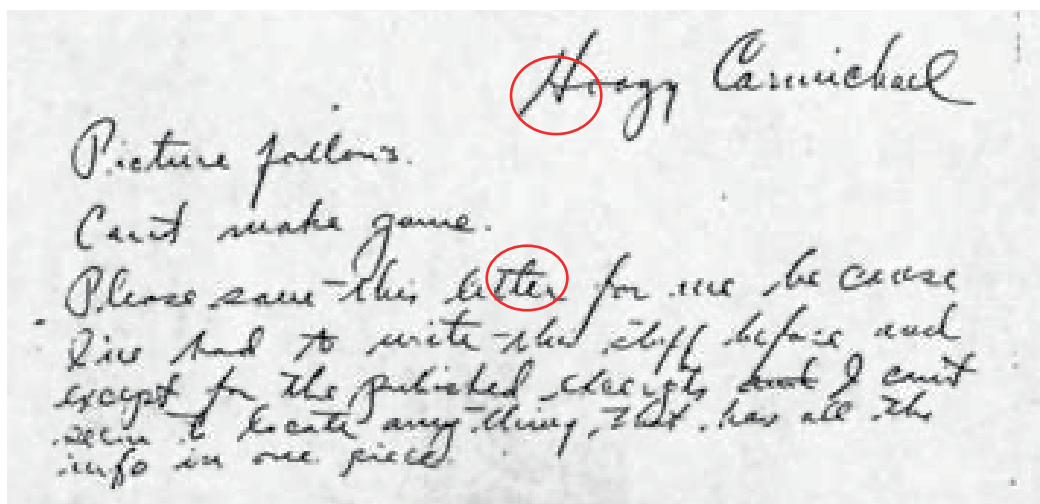 Hoagy Carmichael
Picture follows.
Can't make game.
Please save this letter for me because
I've had to write this stuff before and
except for the published excerpts and I can't
seem to locate anything, that has all the
info in one piece.